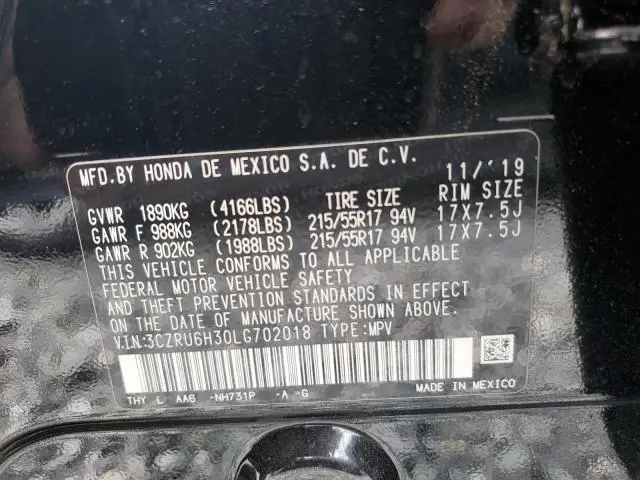 MFD. BY HONDA DE MEXICO S.A. DE C.V. 11/'19
GVWR 1890KG (4166LBS) TIRE SIZE RIM SIZE
GAWR F 988KG (2178LBS) 215/55R17 94V 17X7.5J
GAWR R 902KG (1988LBS) 215/55R17 94V 17X7.5J
THIS VEHICLE CONFORMS TO ALL APPLICABLE
FEDERAL MOTOR VEHICLE SAFETY
AND THEFT PREVENTION STANDARDS IN EFFECT
ON THE DATE OF MANUFACTURE SHOWN ABOVE.
V.I.N:3CZRU6H30LG702018 TYPE:MPV
THY L AA6 -NH731P -A -G MADE IN MEXICO